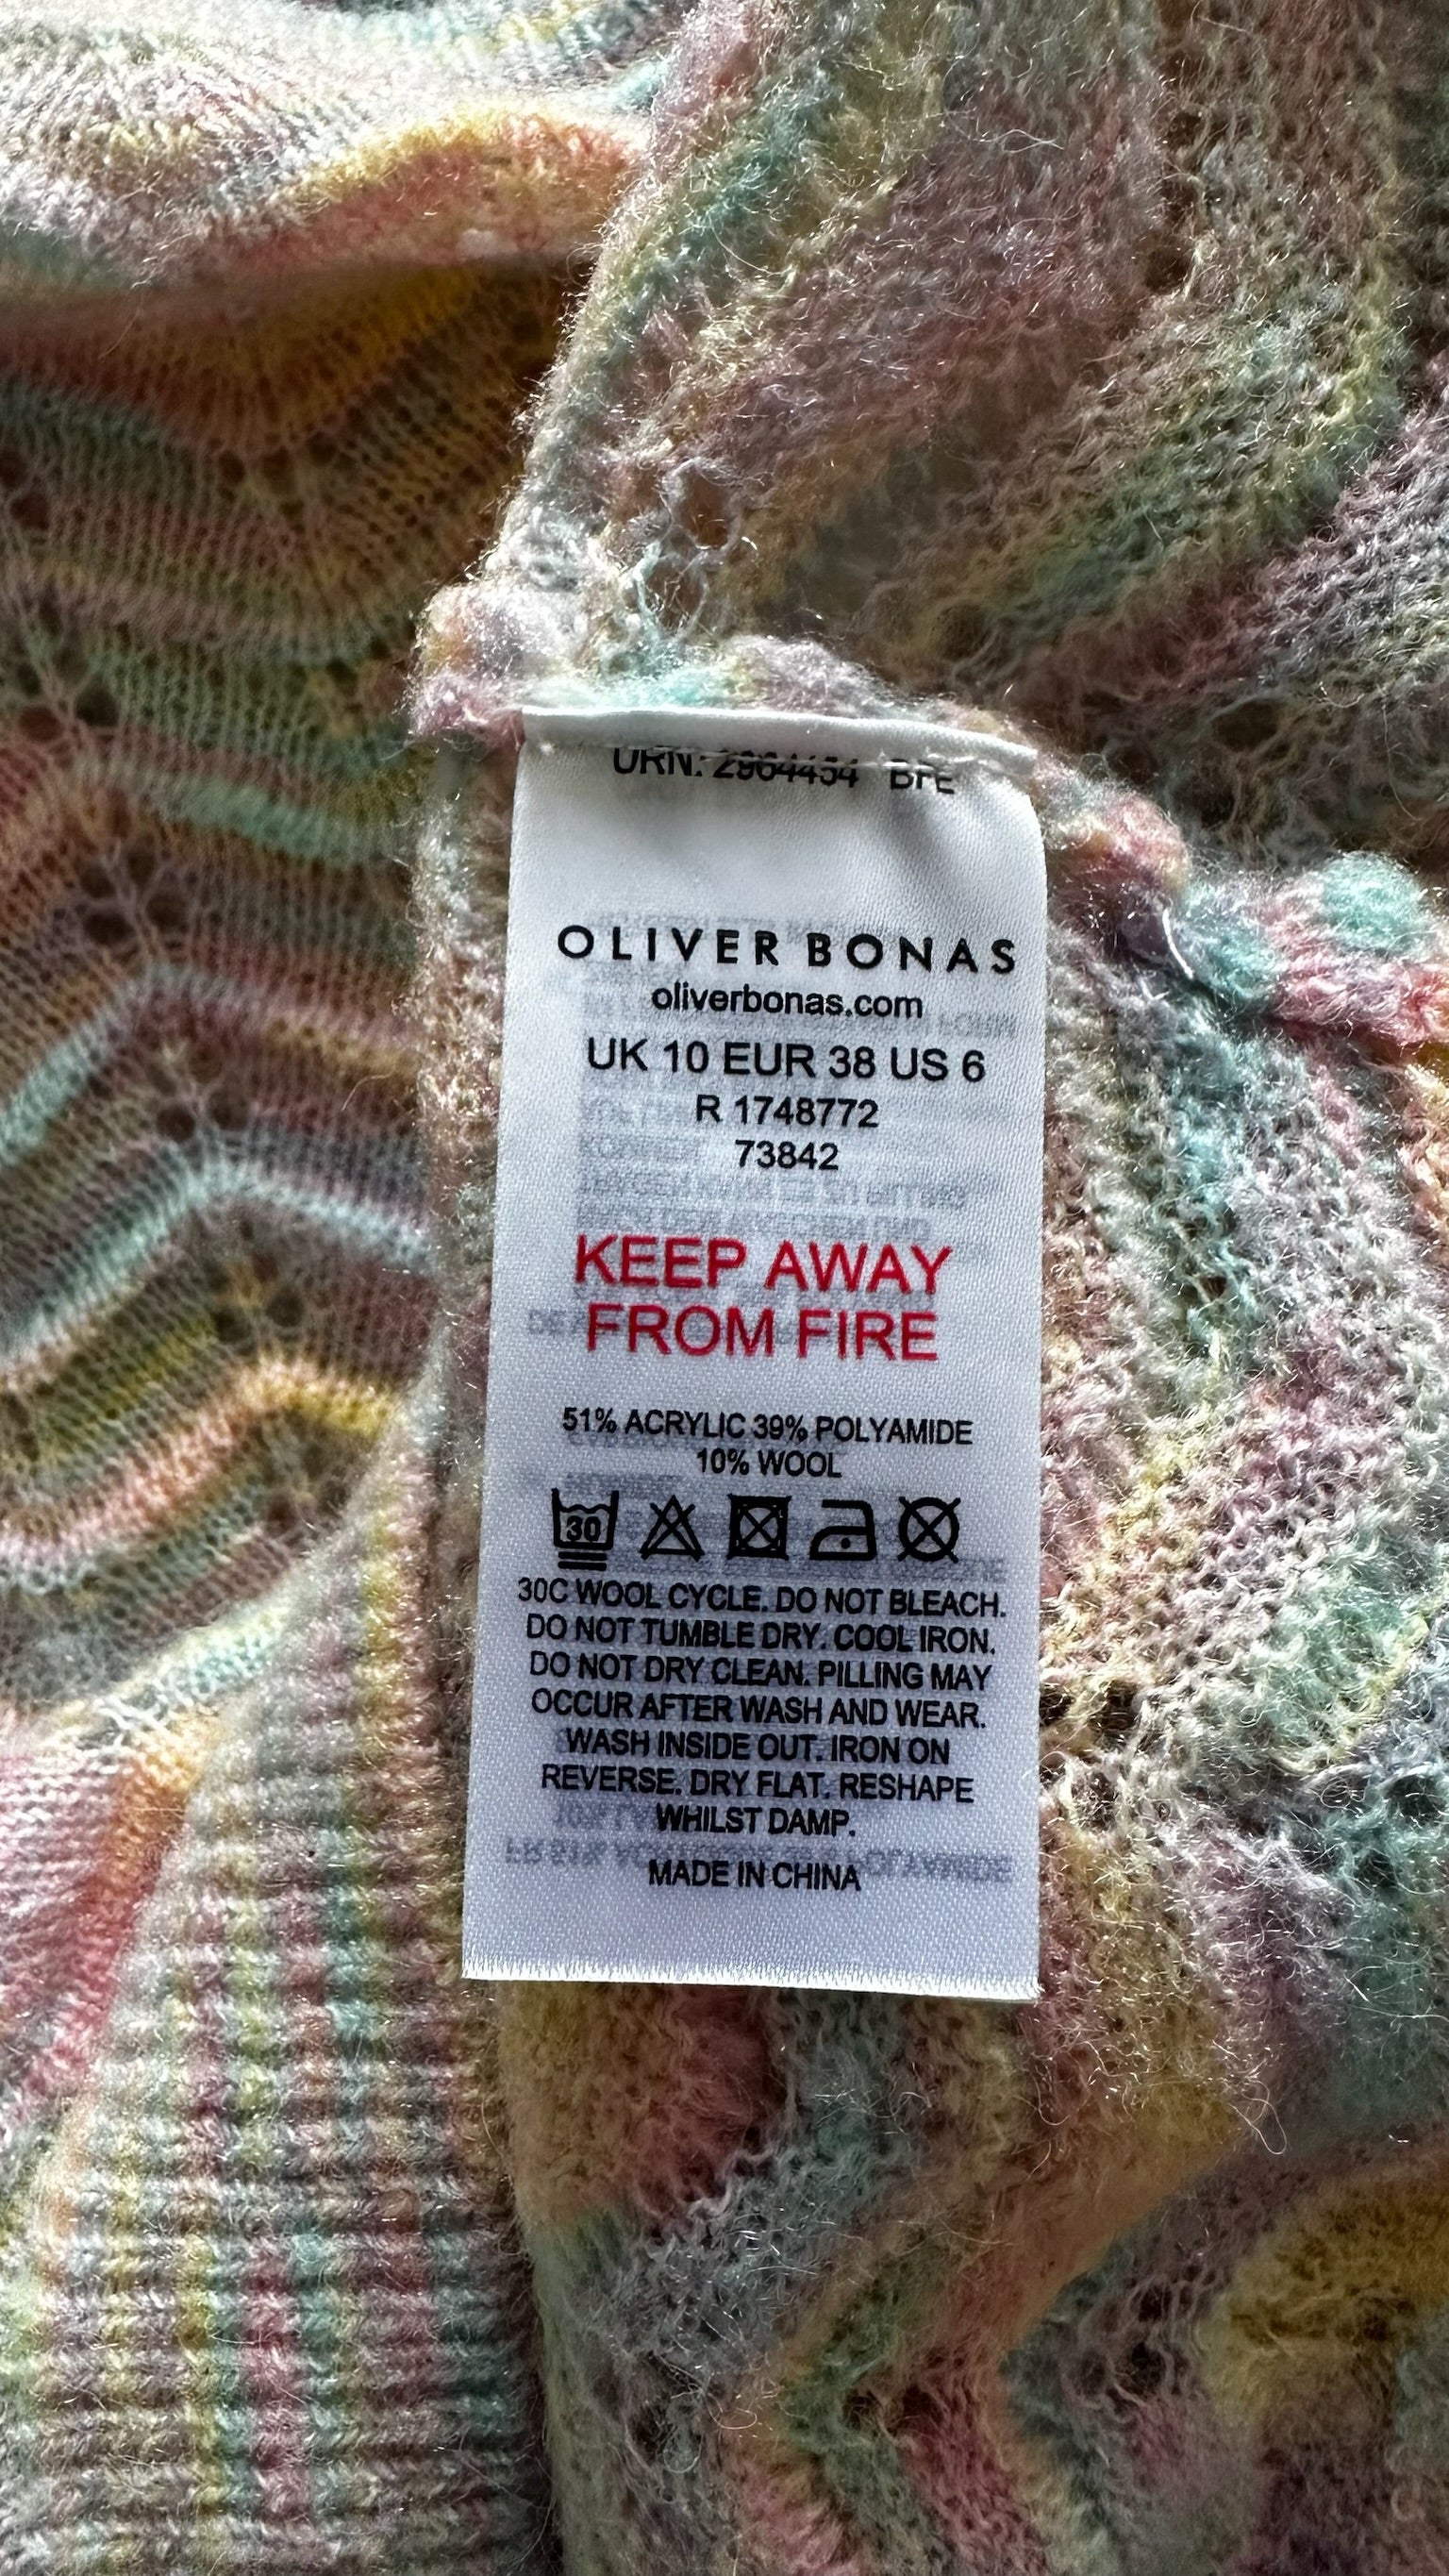 URN: 2964454 BFE
OLIVER BONAS
oliverbonas.com
UK 10 EUR 38 US 6
R 1748772
73842
KEEP AWAY
FROM FIRE
51% ACRYLIC 39% POLYAMIDE
10% WOOL
30
30C WOOL CYCLE. DO NOT BLEACH.
DO NOT TUMBLE DRY. COOL IRON.
DO NOT DRY CLEAN. PILLING MAY
OCCUR AFTER WASH AND WEAR.
WASH INSIDE OUT. IRON ON
REVERSE. DRY FLAT. RESHAPE
WHILST DAMP.
MADE IN CHINA